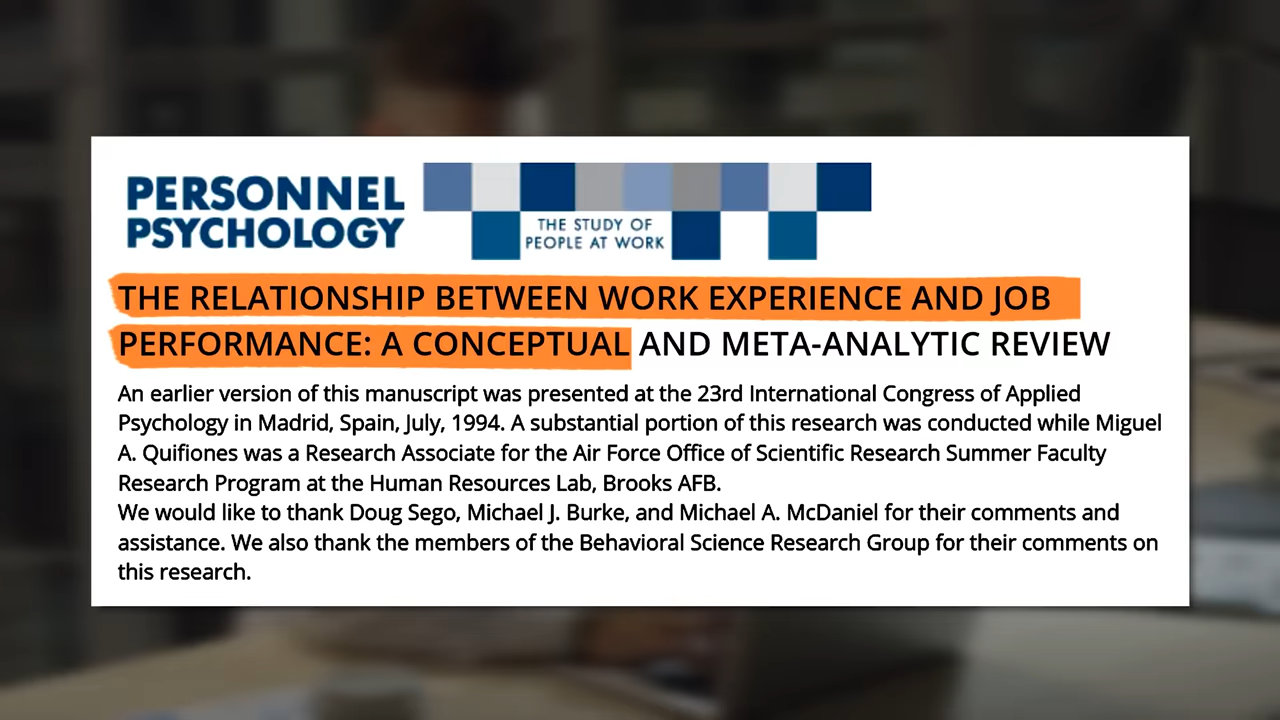 PERSONNEL
PSYCHOLOGY
THE STUDY OF
PEOPLE AT WORK
THE RELATIONSHIP BETWEEN WORK EXPERIENCE AND JOB
PERFORMANCE: A CONCEPTUAL AND META-ANALYTIC REVIEW
An earlier version of this manuscript was presented at the 23rd International Congress of Applied
Psychology in Madrid, Spain, July, 1994. A substantial portion of this research was conducted while Miguel
A. Quifiones was a Research Associate for the Air Force Office of Scientific Research Summer Faculty
Research Program at the Human Resources Lab, Brooks AFB.
We would like to thank Doug Sego, Michael J. Burke, and Michael A. McDaniel for their comments and
assistance. We also thank the members of the Behavioral Science Research Group for their comments on
this research.